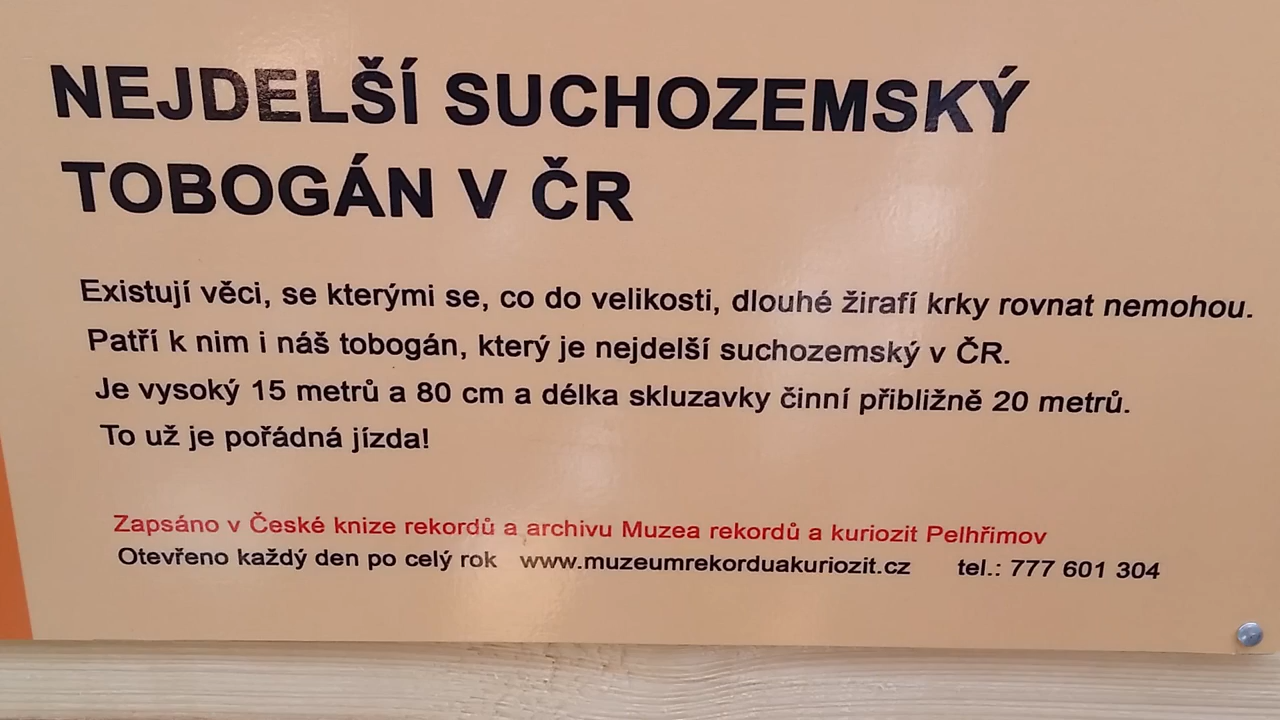 NEJDELŠÍ SUCHOZEMSKÝ
TOBOGÁN V ČR
Existují věci, se kterými se, co do velikosti, dlouhé žirafí krky rovnat nemohou.
Patří k nim i náš tobogán, který je nejdelší suchozemský v ČR.
Je vysoký 15 metrů a 80 cm a délka skluzavky činní přibližně 20 metrů.
To už je pořádná jízda!
Zapsáno v České knize rekordů a archivu Muzea rekordů a kuriozit Pelhřimov
Otevřeno každý den po celý rok www.muzeumrekorduakuriozit.cz tel.: 777 601 304